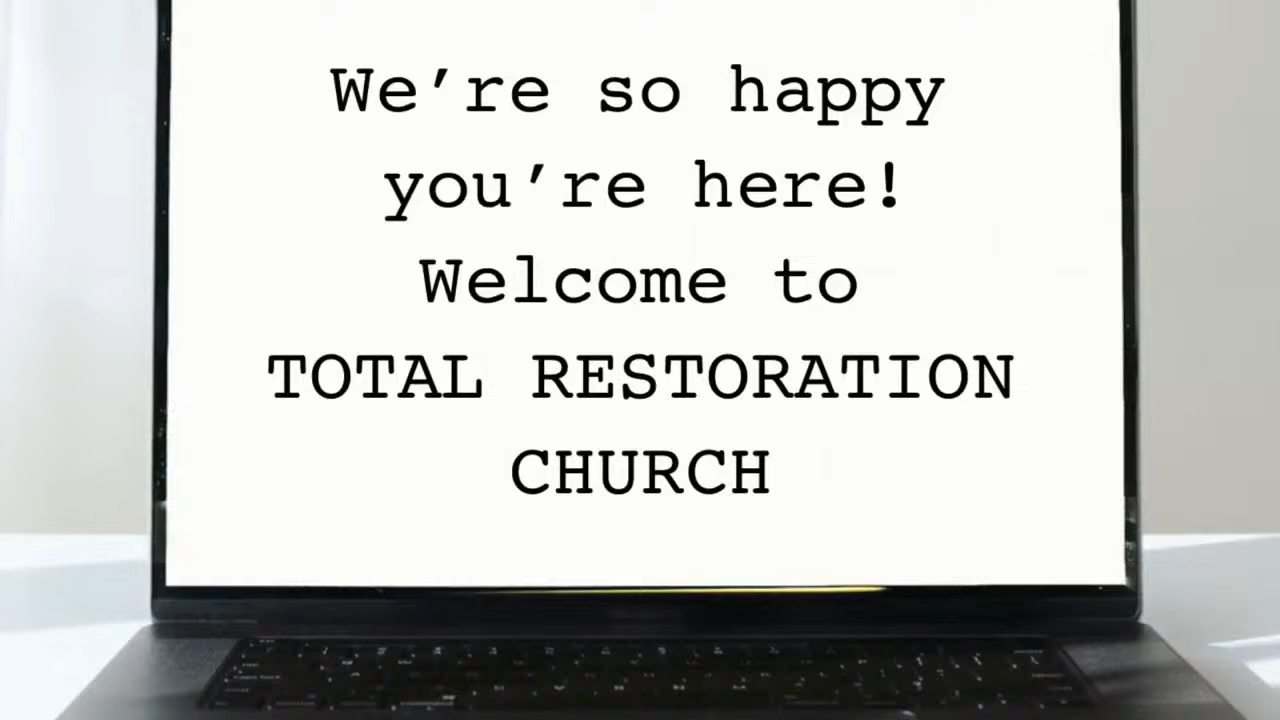 We’re so happy
you’re here!
Welcome to
TOTAL RESTORATION
CHURCH